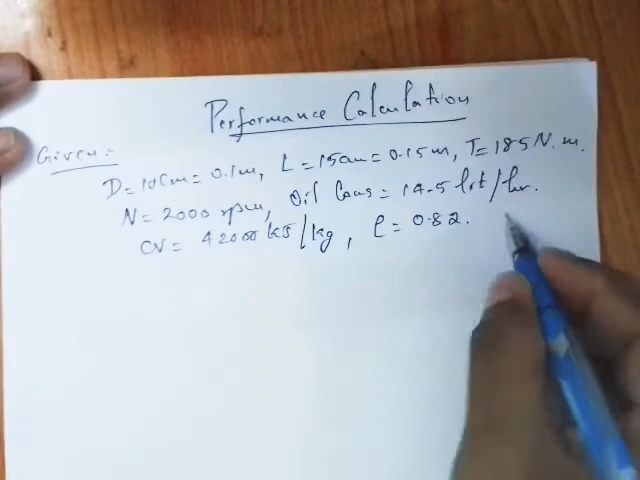 Performance Calculation
Given:
D = 10cm = 0.1m, L = 15cm = 0.15m, T = 185 N.m.
N = 2000 rpm, Oil Cons = 14.5 lit/hr.
CV = 42000 kJ/kg, ρ = 0.82.